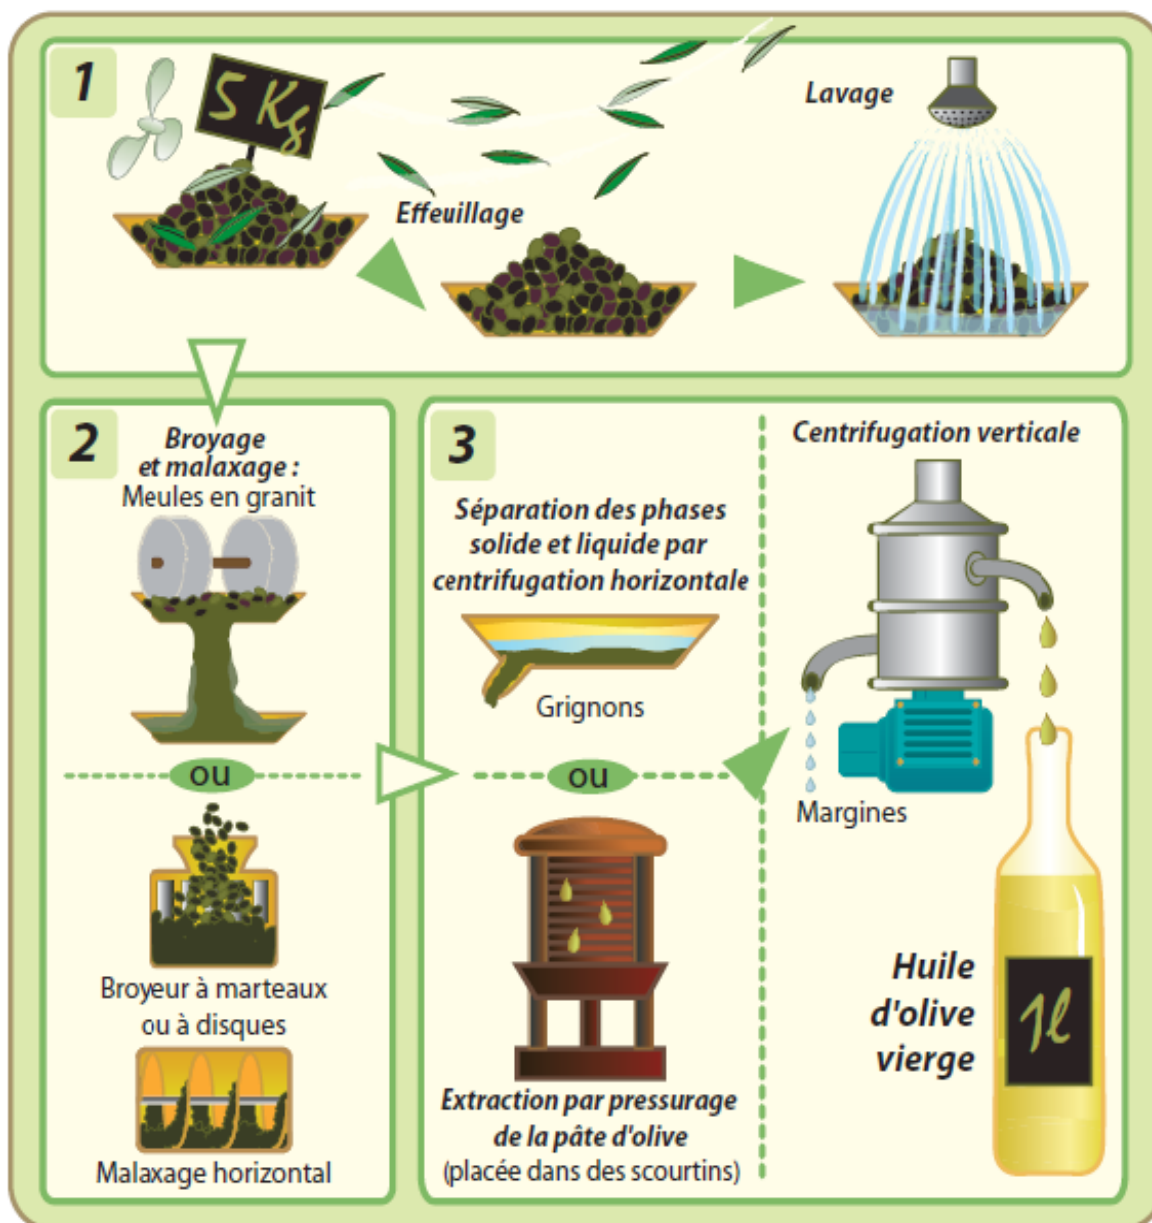 1
5 Kg
Effeuillage
Lavage
2
Broyage
et malaxage :
Meules en granit
ou
Broyeur à marteaux
ou à disques
Malaxage horizontal
3
Séparation des phases
solide et liquide par
centrifugation horizontale
Grignons
ou
Extraction par pressurage
de la pâte d'olive
(placée dans des scourtins)
Centrifugation verticale
Margines
Huile
d'olive
vierge
1l